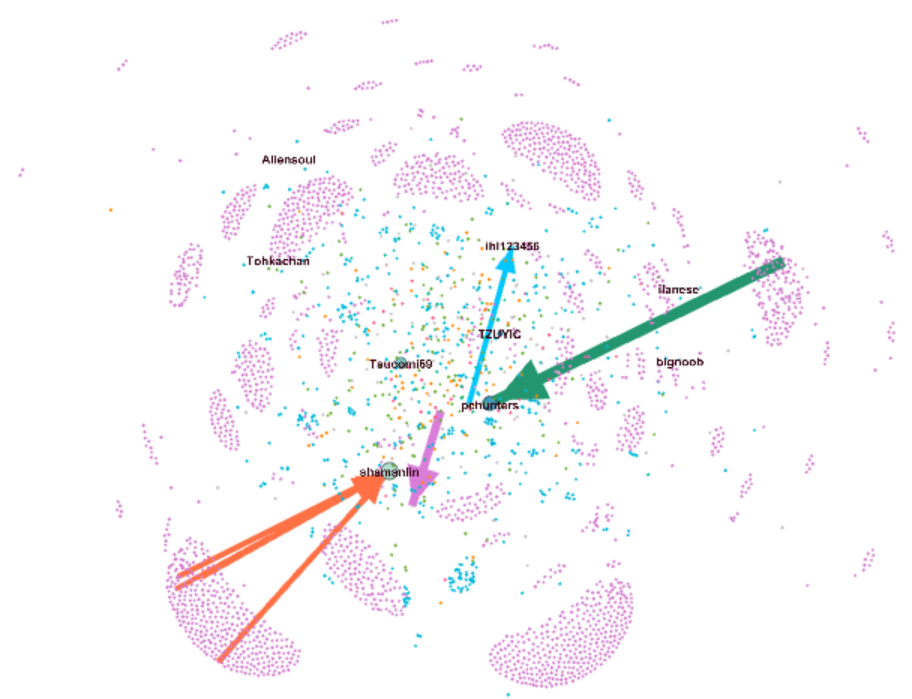 Allensoul
ihl123456
Tohkachan
ilanese
TZUYIC
Tsucomi59
bignoob
pchunters
shamanlin